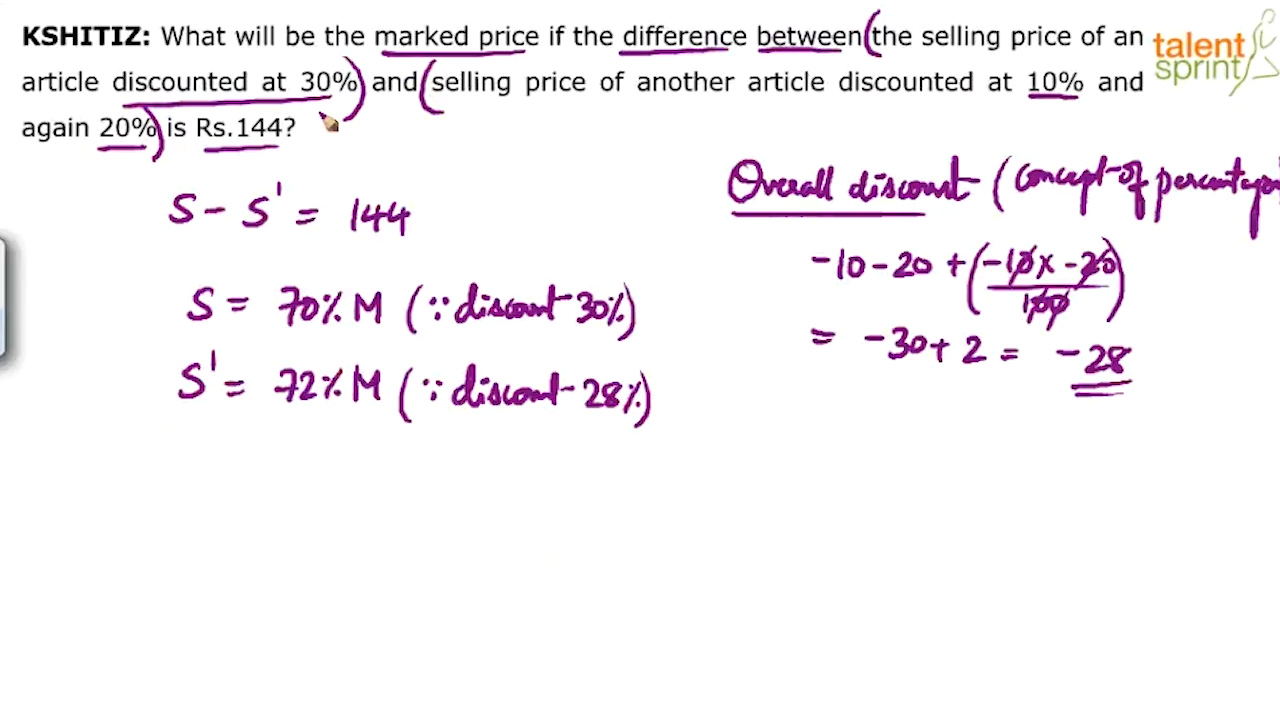 KSHITIZ: What will be the marked price if the difference between the selling price of an
article discounted at 30% and selling price of another article discounted at 10% and
again 20% is Rs.144?
talent
sprint
S - S' = 144
S = 70% M (∵ discount - 30%)
S' = 72% M (∵ discount - 28%)
Overall discount (concept of percentages
-10 - 20 + (-10 x -20
100)
= -30 + 2 = -28